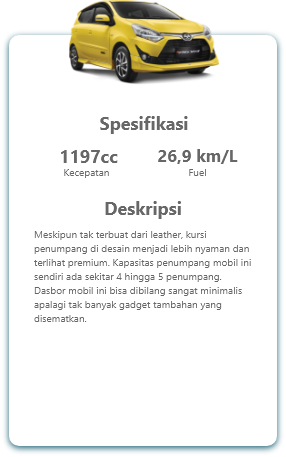 Spesifikasi
1197cc
26,9 km/L
Kecepatan
Fuel
Deskripsi
Meskipun tak terbuat dari leather, kursi
penumpang di desain menjadi lebih nyaman dan
terlihat premium. Kapasitas penumpang mobil ini
sendiri ada sekitar 4 hingga 5 penumpang.
Dasbor mobil ini bisa dibilang sangat minimalis
apalagi tak banyak gadget tambahan yang
disematkan.